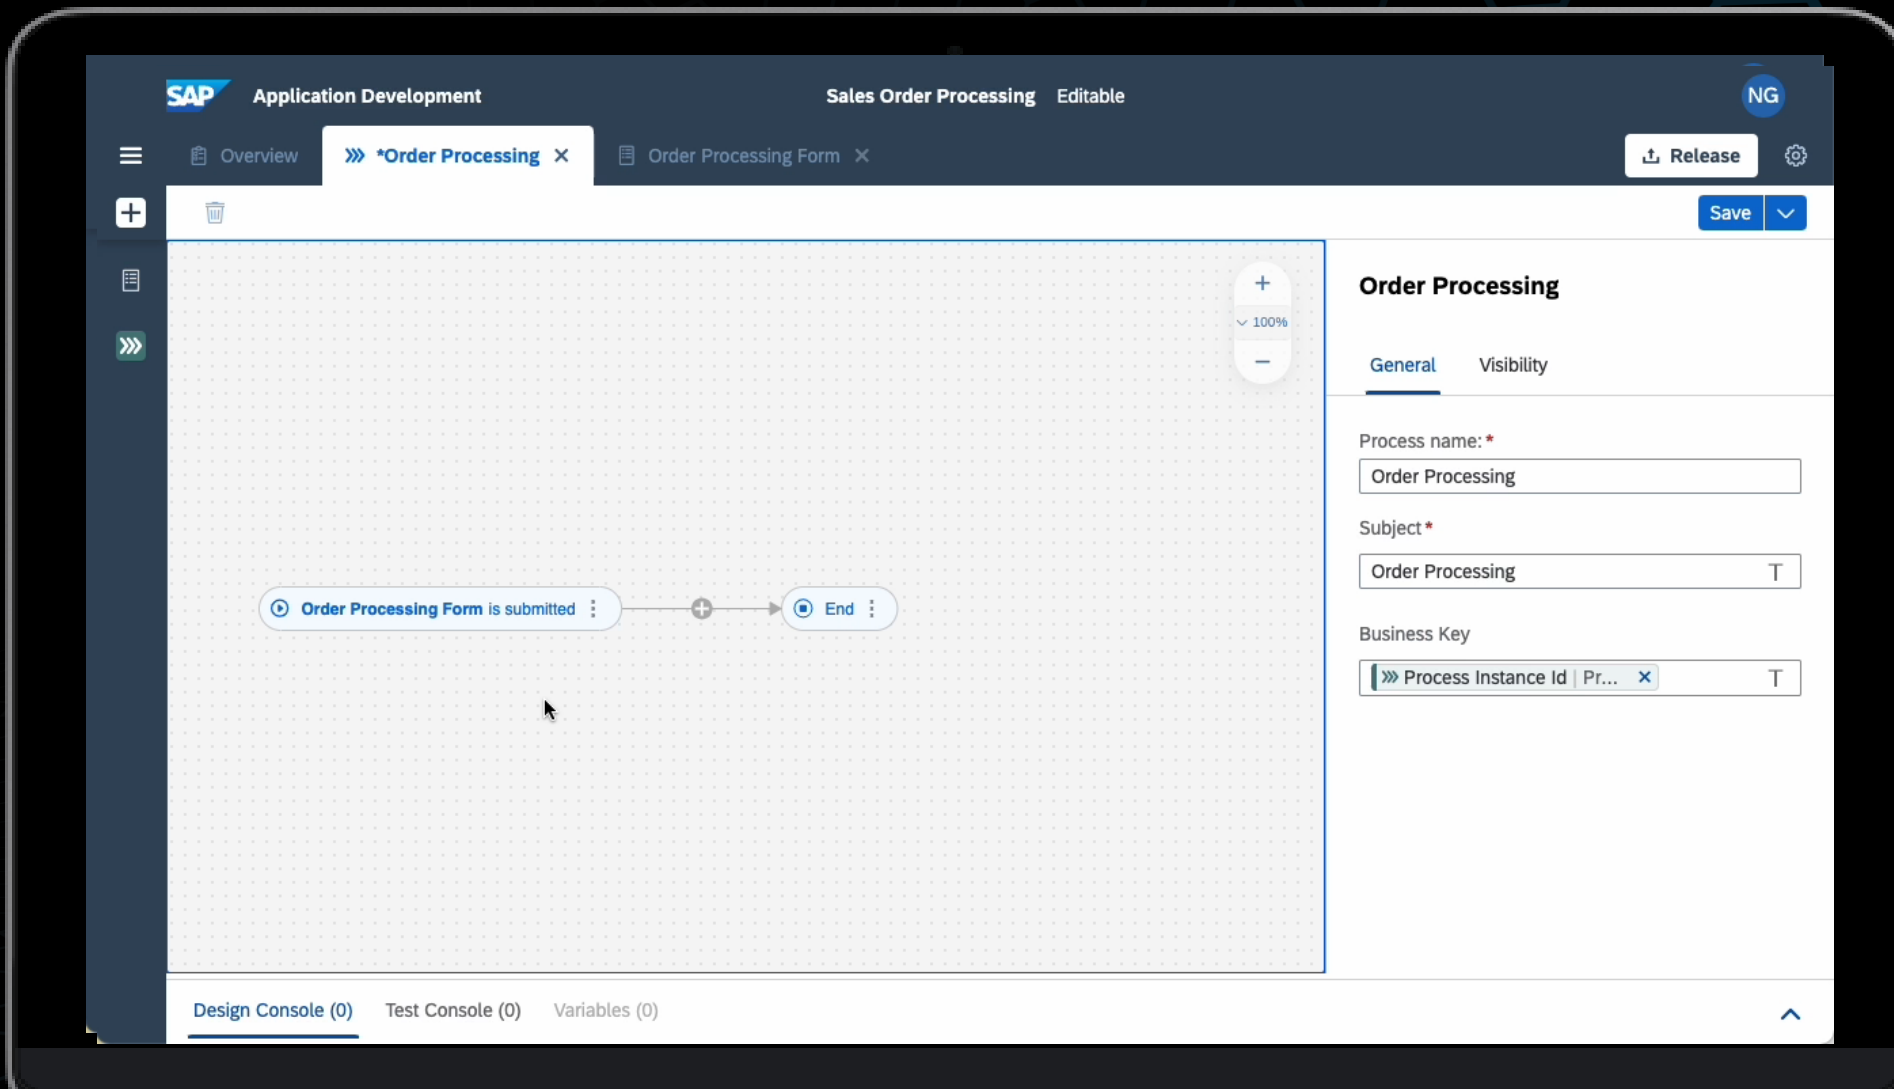 SAP Application Development Sales Order Processing Editable NG
Overview *Order Processing Order Processing Form Release
Save
100%
Order Processing
General Visibility
Process name:*
Order Processing
Subject*
Order Processing T
Order Processing Form is submitted End
Business Key
Process Instance Id | Pr... T
Design Console (0) Test Console (0) Variables (0)